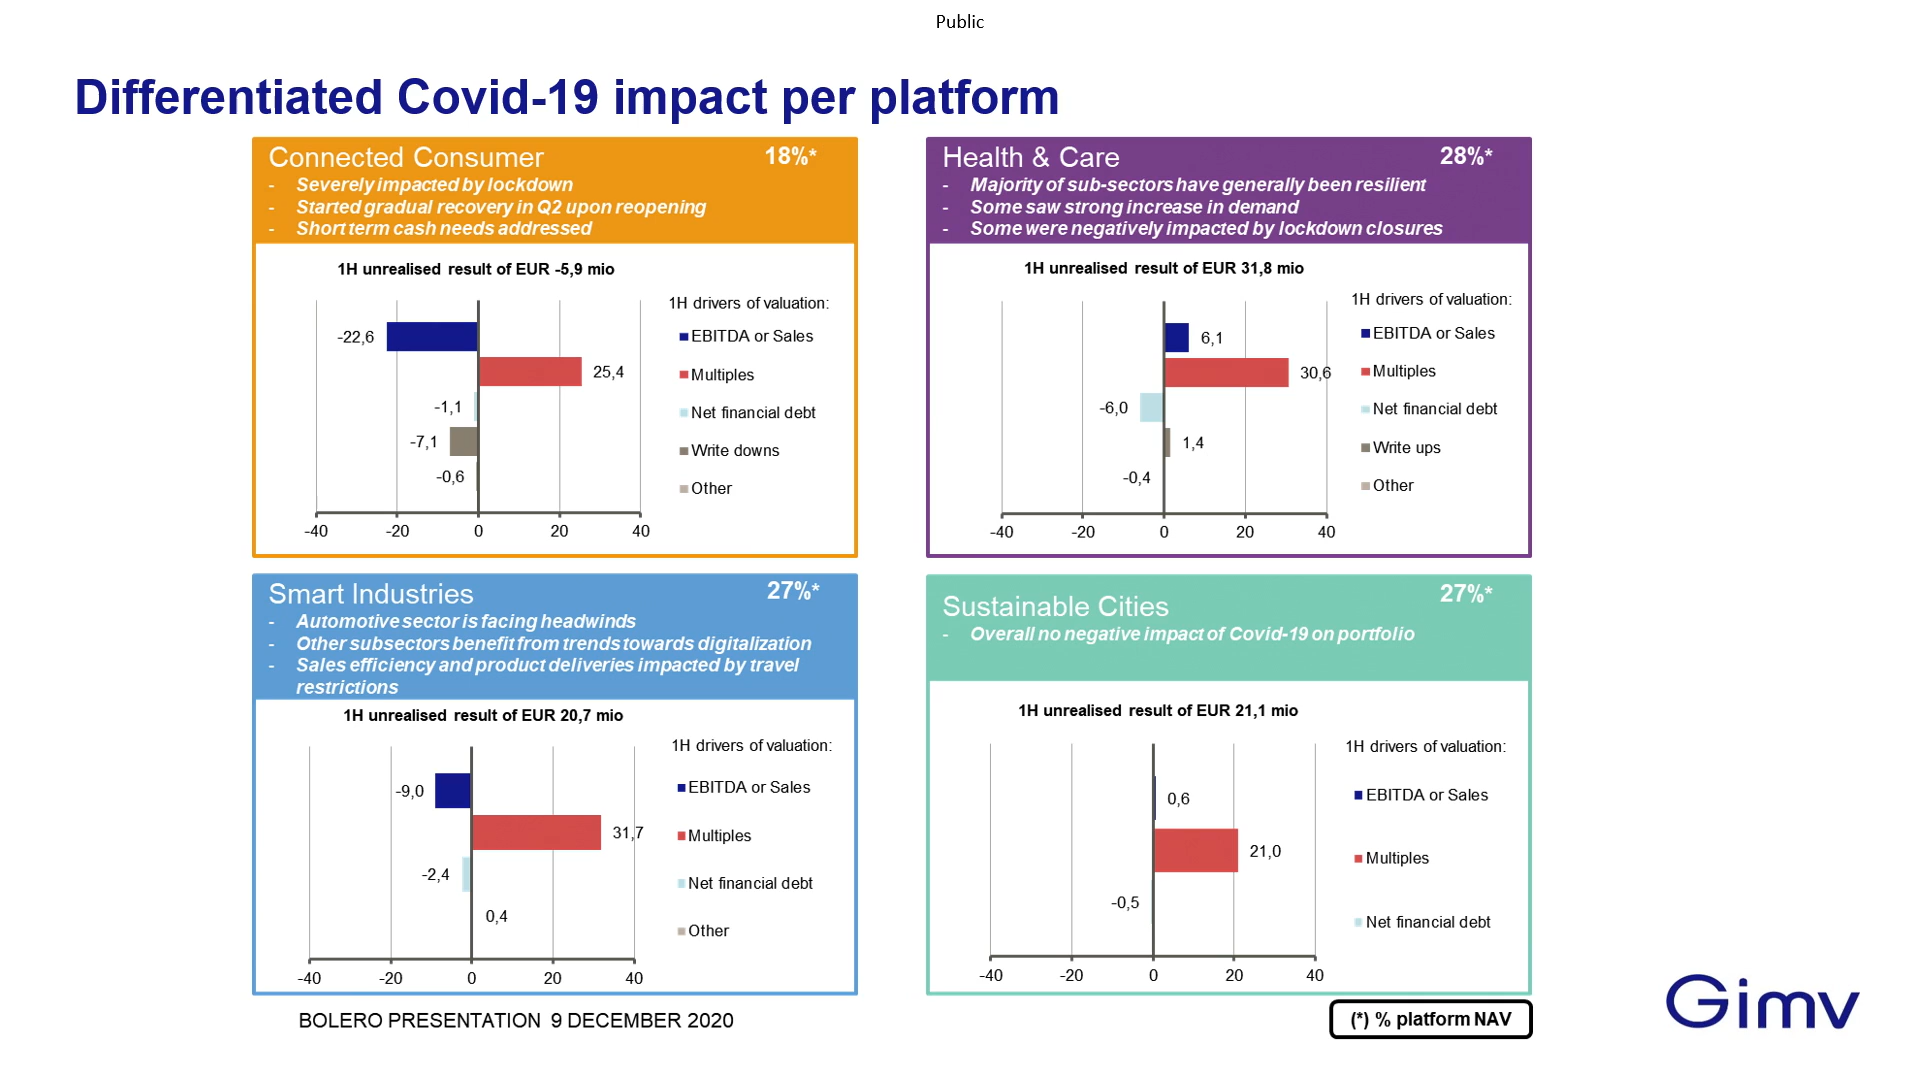 Public
Differentiated Covid-19 impact per platform
Connected Consumer 18%*
- Severely impacted by lockdown
- Started gradual recovery in Q2 upon reopening
- Short term cash needs addressed
1H unrealised result of EUR -5,9 mio
1H drivers of valuation:
-22,6
EBITDA or Sales
25,4
Multiples
-1,1
Net financial debt
-7,1
Write downs
-0,6
Other
-40 -20 0 20 40
Health & Care 28%*
- Majority of sub-sectors have generally been resilient
- Some saw strong increase in demand
- Some were negatively impacted by lockdown closures
1H unrealised result of EUR 31,8 mio
1H drivers of valuation:
6,1
EBITDA or Sales
30,6
Multiples
-6,0
Net financial debt
1,4
Write ups
-0,4
Other
-40 -20 0 20 40
Smart Industries 27%*
- Automotive sector is facing headwinds
- Other subsectors benefit from trends towards digitalization
- Sales efficiency and product deliveries impacted by travel
restrictions
1H unrealised result of EUR 20,7 mio
1H drivers of valuation:
-9,0
EBITDA or Sales
31,7
Multiples
-2,4
Net financial debt
0,4
Other
-40 -20 0 20 40
Sustainable Cities 27%*
- Overall no negative impact of Covid-19 on portfolio
1H unrealised result of EUR 21,1 mio
1H drivers of valuation:
0,6
EBITDA or Sales
21,0
Multiples
-0,5
Net financial debt
-40 -20 0 20 40
BOLERO PRESENTATION 9 DECEMBER 2020
(*) % platform NAV
Gimv